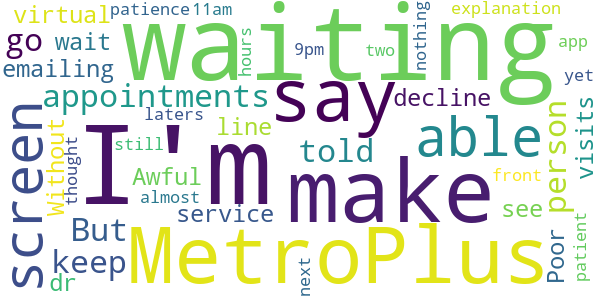 virtual
patience
11am
waiting
explanation
go
wait
hours
9pm
two
nothing
app
emailing
say
yet
appointments
decline
screen
Without
thought
laters
line
I'm
able
person
visits
still
told
make
Awful
almost
front
But
service
see
MetroPlus
Poor
patient
keep
dr
next